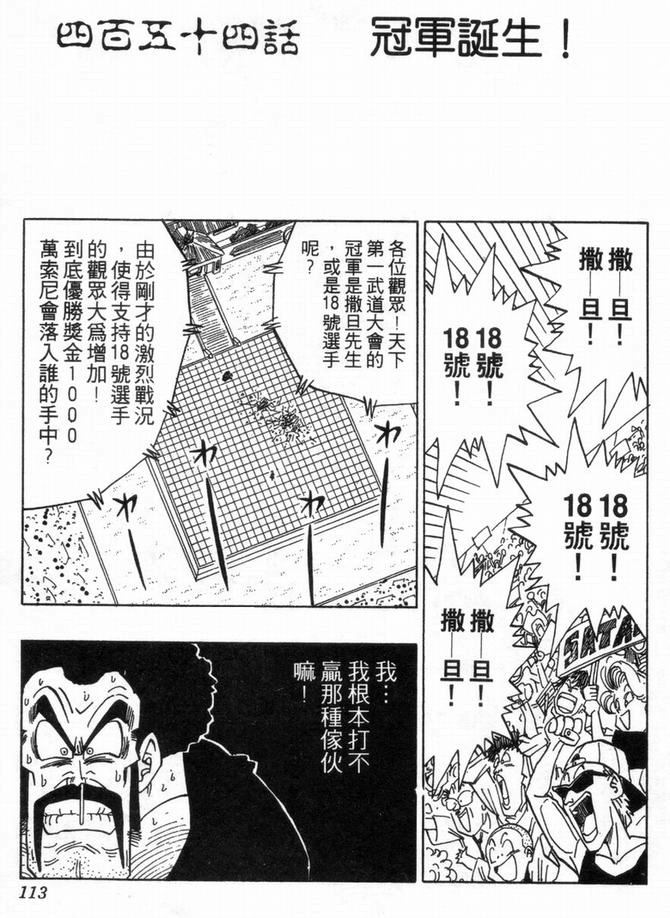 四百五十四話　冠軍誕生！
撒—旦！
撒—旦！
18號！
18號！
18號！
18號！
撒—旦！
撒—旦！
SATA
各位觀眾！天下
第一武道大會的
冠軍是撒旦先生
，或是18號選手
呢？
由於剛才的激烈戰況
，使得支持18號選手
的觀眾大為增加！
到底優勝獎金1000
萬索尼會落入誰的手中？
わ—
わ—
わ—
わ—
我…
我根本打不
贏那種傢伙
嘛！
113